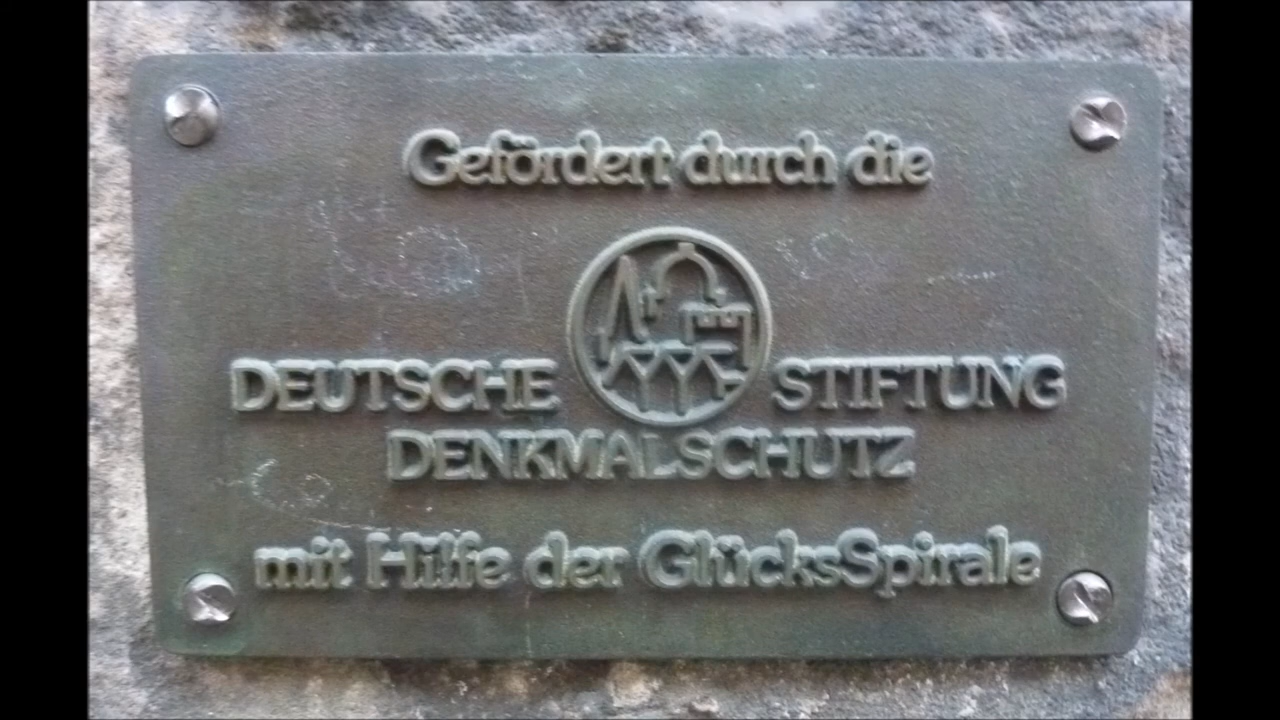 Gefördert durch die
DEUTSCHE STIFTUNG
DENKMALSCHUTZ
mit Hilfe der GlücksSpirale